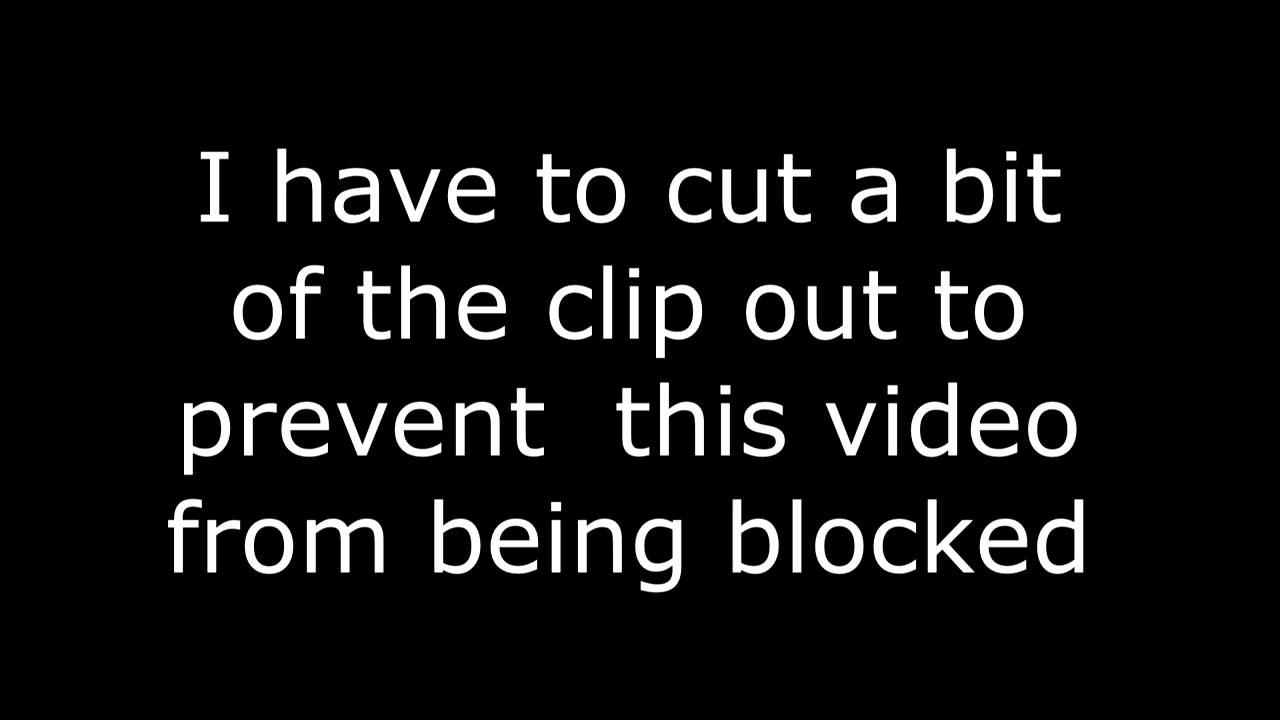 I have to cut a bit
of the clip out to
prevent  this video
from being blocked